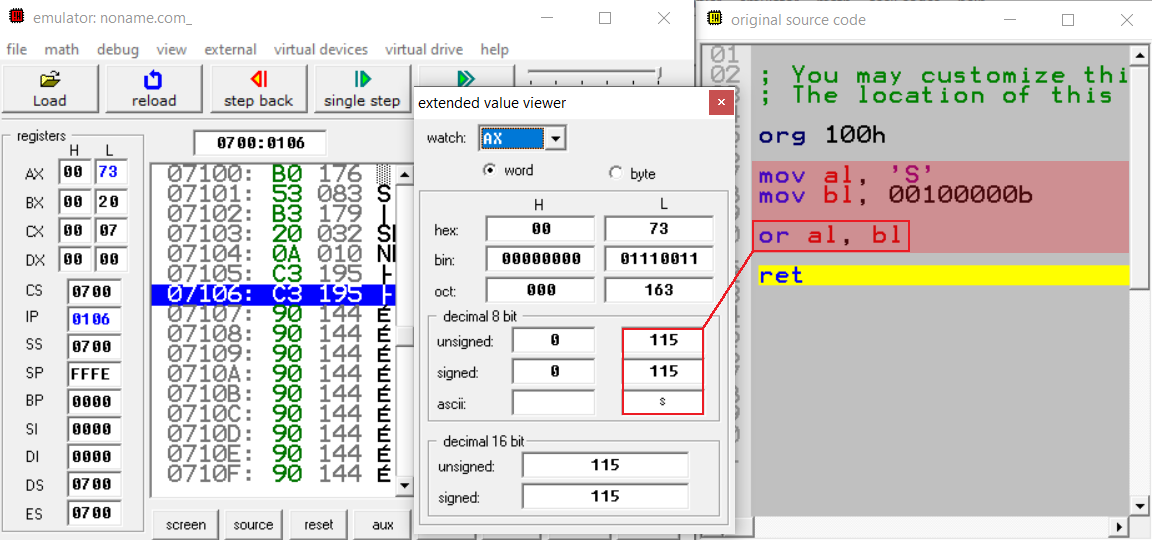 emulator: noname.com_
file math debug view external virtual devices virtual drive help
Load reload step back single step
registers
H L
AX 00 73
BX 00 20
CX 00 07
DX 00 00
CS 0700
IP 0106
SS 0700
SP FFFE
BP 0000
SI 0000
DI 0000
DS 0700
ES 0700
0700:0106
07100: B0 176
07101: 53 083 S
07102: B3 179
07103: 20 032
07104: 0A 010
07105: C3 195
07106: C3 195
07107: 90 144 É
07108: 90 144 É
07109: 90 144 É
0710A: 90 144 É
0710B: 90 144 É
0710C: 90 144 É
0710D: 90 144 É
0710E: 90 144 É
0710F: 90 144 É
screen source reset aux
extended value viewer
watch: AX
word byte
H L
hex: 00 73
bin: 00000000 01110011
oct: 000 163
decimal 8 bit
unsigned: 0 115
signed: 0 115
ascii: s
decimal 16 bit
unsigned: 115
signed: 115
original source code
01
02 ; You may customize thi
; The location of this
org 100h
mov al, 'S'
mov bl, 00100000b
or al, bl
ret